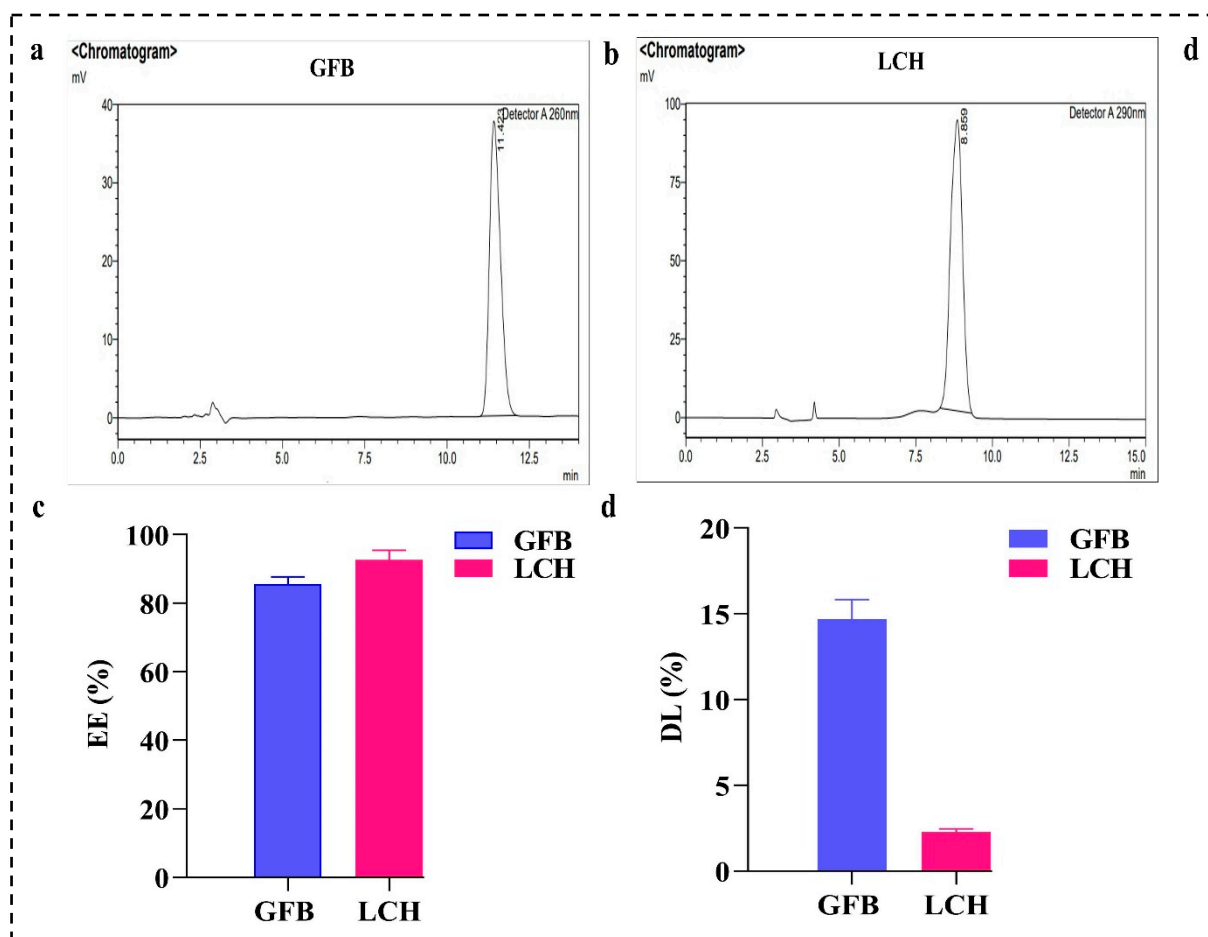 a
<Chromatogram>
mV
GFB
40
Detector A 260nm
11.423
30
20
10
0
0.0 2.5 5.0 7.5 10.0 12.5
min
b
<Chromatogram>
mV
LCH
100
Detector A 290nm
8.859
75
50
25
0
0.0 2.5 5.0 7.5 10.0 12.5 15.0
min
d
c
GFB
LCH
EE (%)
100
80
60
40
20
0
GFB LCH
d
GFB
LCH
DL (%)
20
15
10
5
0
GFB LCH